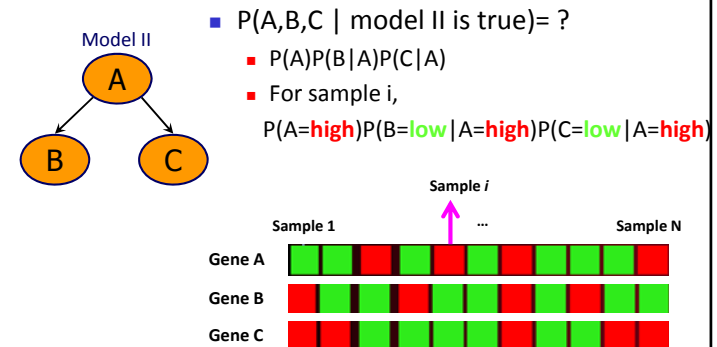 Model II
A
B
C
P(A,B,C | model II is true)= ?
P(A)P(B|A)P(C|A)
For sample i,
P(A=high)P(B=low|A=high)P(C=low|A=high)
Sample i
Sample 1 ... Sample N
Gene A
Gene B
Gene C